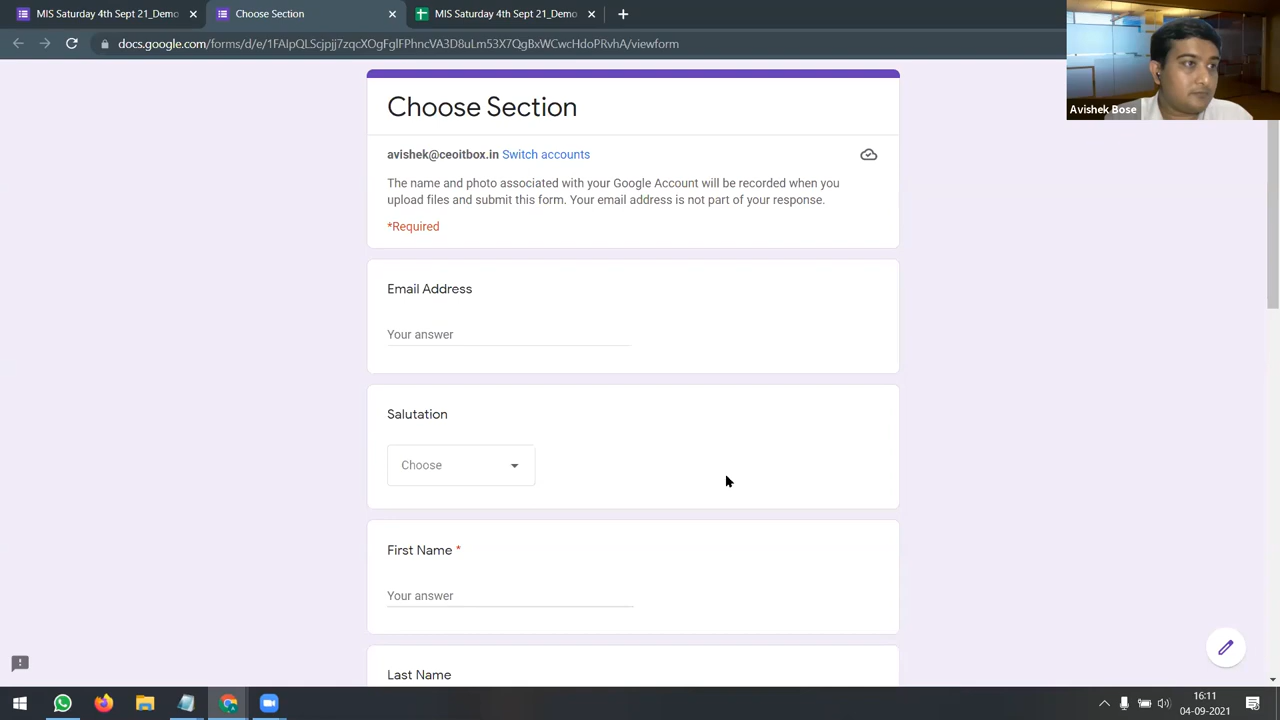 MIS Saturday 4th Sept 21_Demo
Choose Section
MIS Saturday 4th Sept 21_Demo
docs.google.com/forms/d/e/1FAIpQLScjpjj7zqcXOgFglFPhncVA3D8uLm53X7QgBxWCwcHdoPRvhA/viewform
Avishek Bose
Choose Section
avishek@ceoitbox.in Switch accounts
The name and photo associated with your Google Account will be recorded when you
upload files and submit this form. Your email address is not part of your response.
*Required
Email Address
Your answer
Salutation
Choose
First Name *
Your answer
Last Name
16:11
04-09-2021